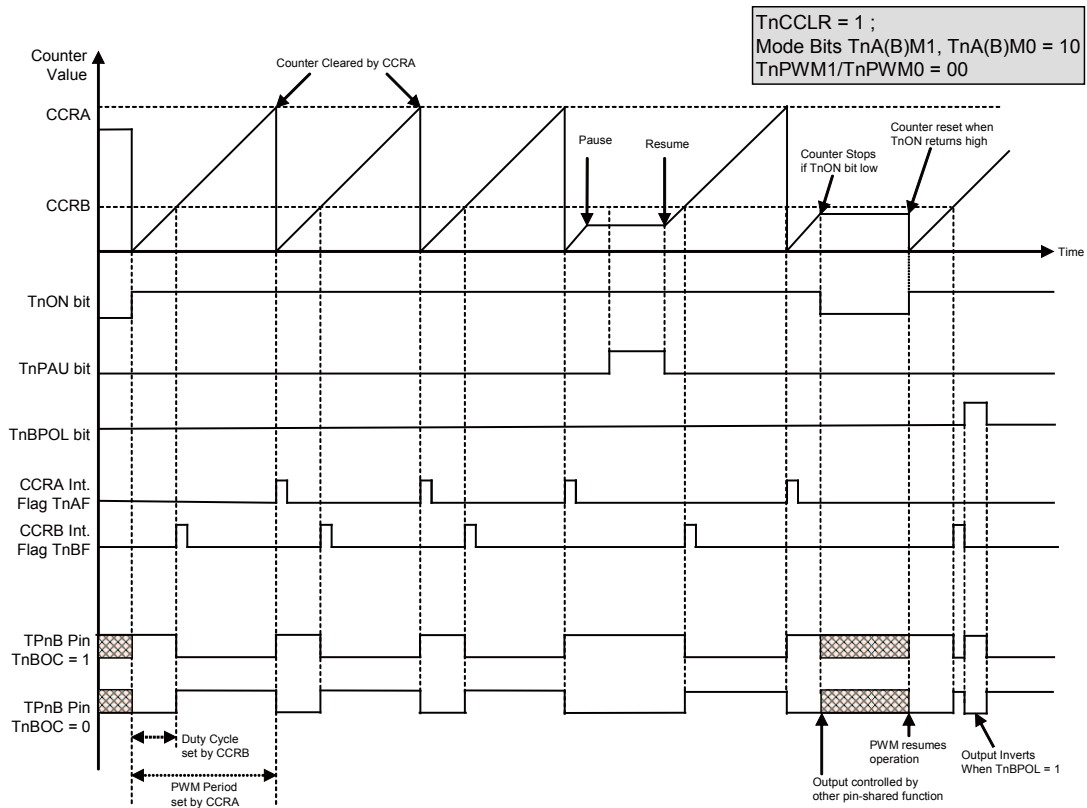 TnCCLR = 1 ;
Mode Bits TnA(B)M1, TnA(B)M0 = 10
TnPWM1/TnPWM0 = 00
Counter
Value
Counter Cleared by CCRA
CCRA
Pause
Resume
Counter Stops
if TnON bit low
Counter reset when
TnON returns high
CCRB
Time
TnON bit
TnPAU bit
TnBPOL bit
CCRA Int.
Flag TnAF
CCRB Int.
Flag TnBF
TPnB Pin
TnBOC = 1
TPnB Pin
TnBOC = 0
Duty Cycle
set by CCRB
PWM Period
set by CCRA
Output controlled by
other pin-shared function
PWM resumes
operation
Output Inverts
When TnBPOL = 1